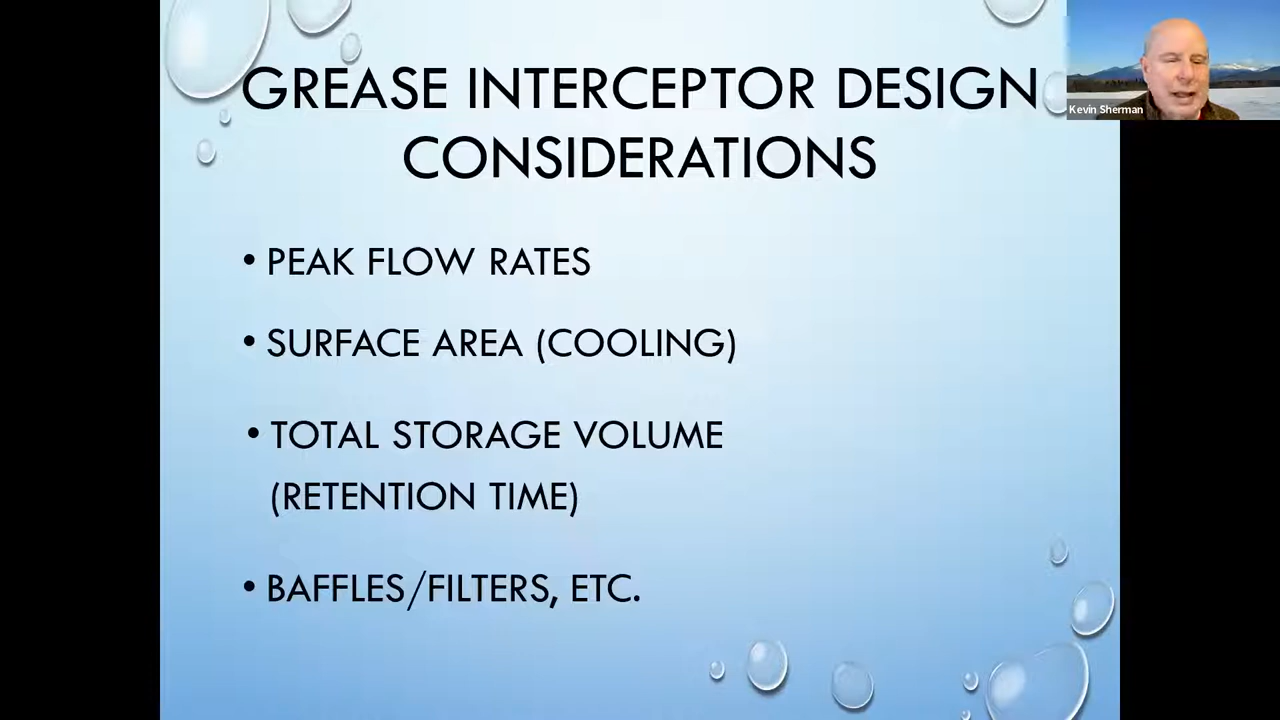 GREASE INTERCEPTOR DESIGN
CONSIDERATIONS
Kevin Sherman
• PEAK FLOW RATES
• SURFACE AREA (COOLING)
• TOTAL STORAGE VOLUME
(RETENTION TIME)
• BAFFLES/FILTERS, ETC.